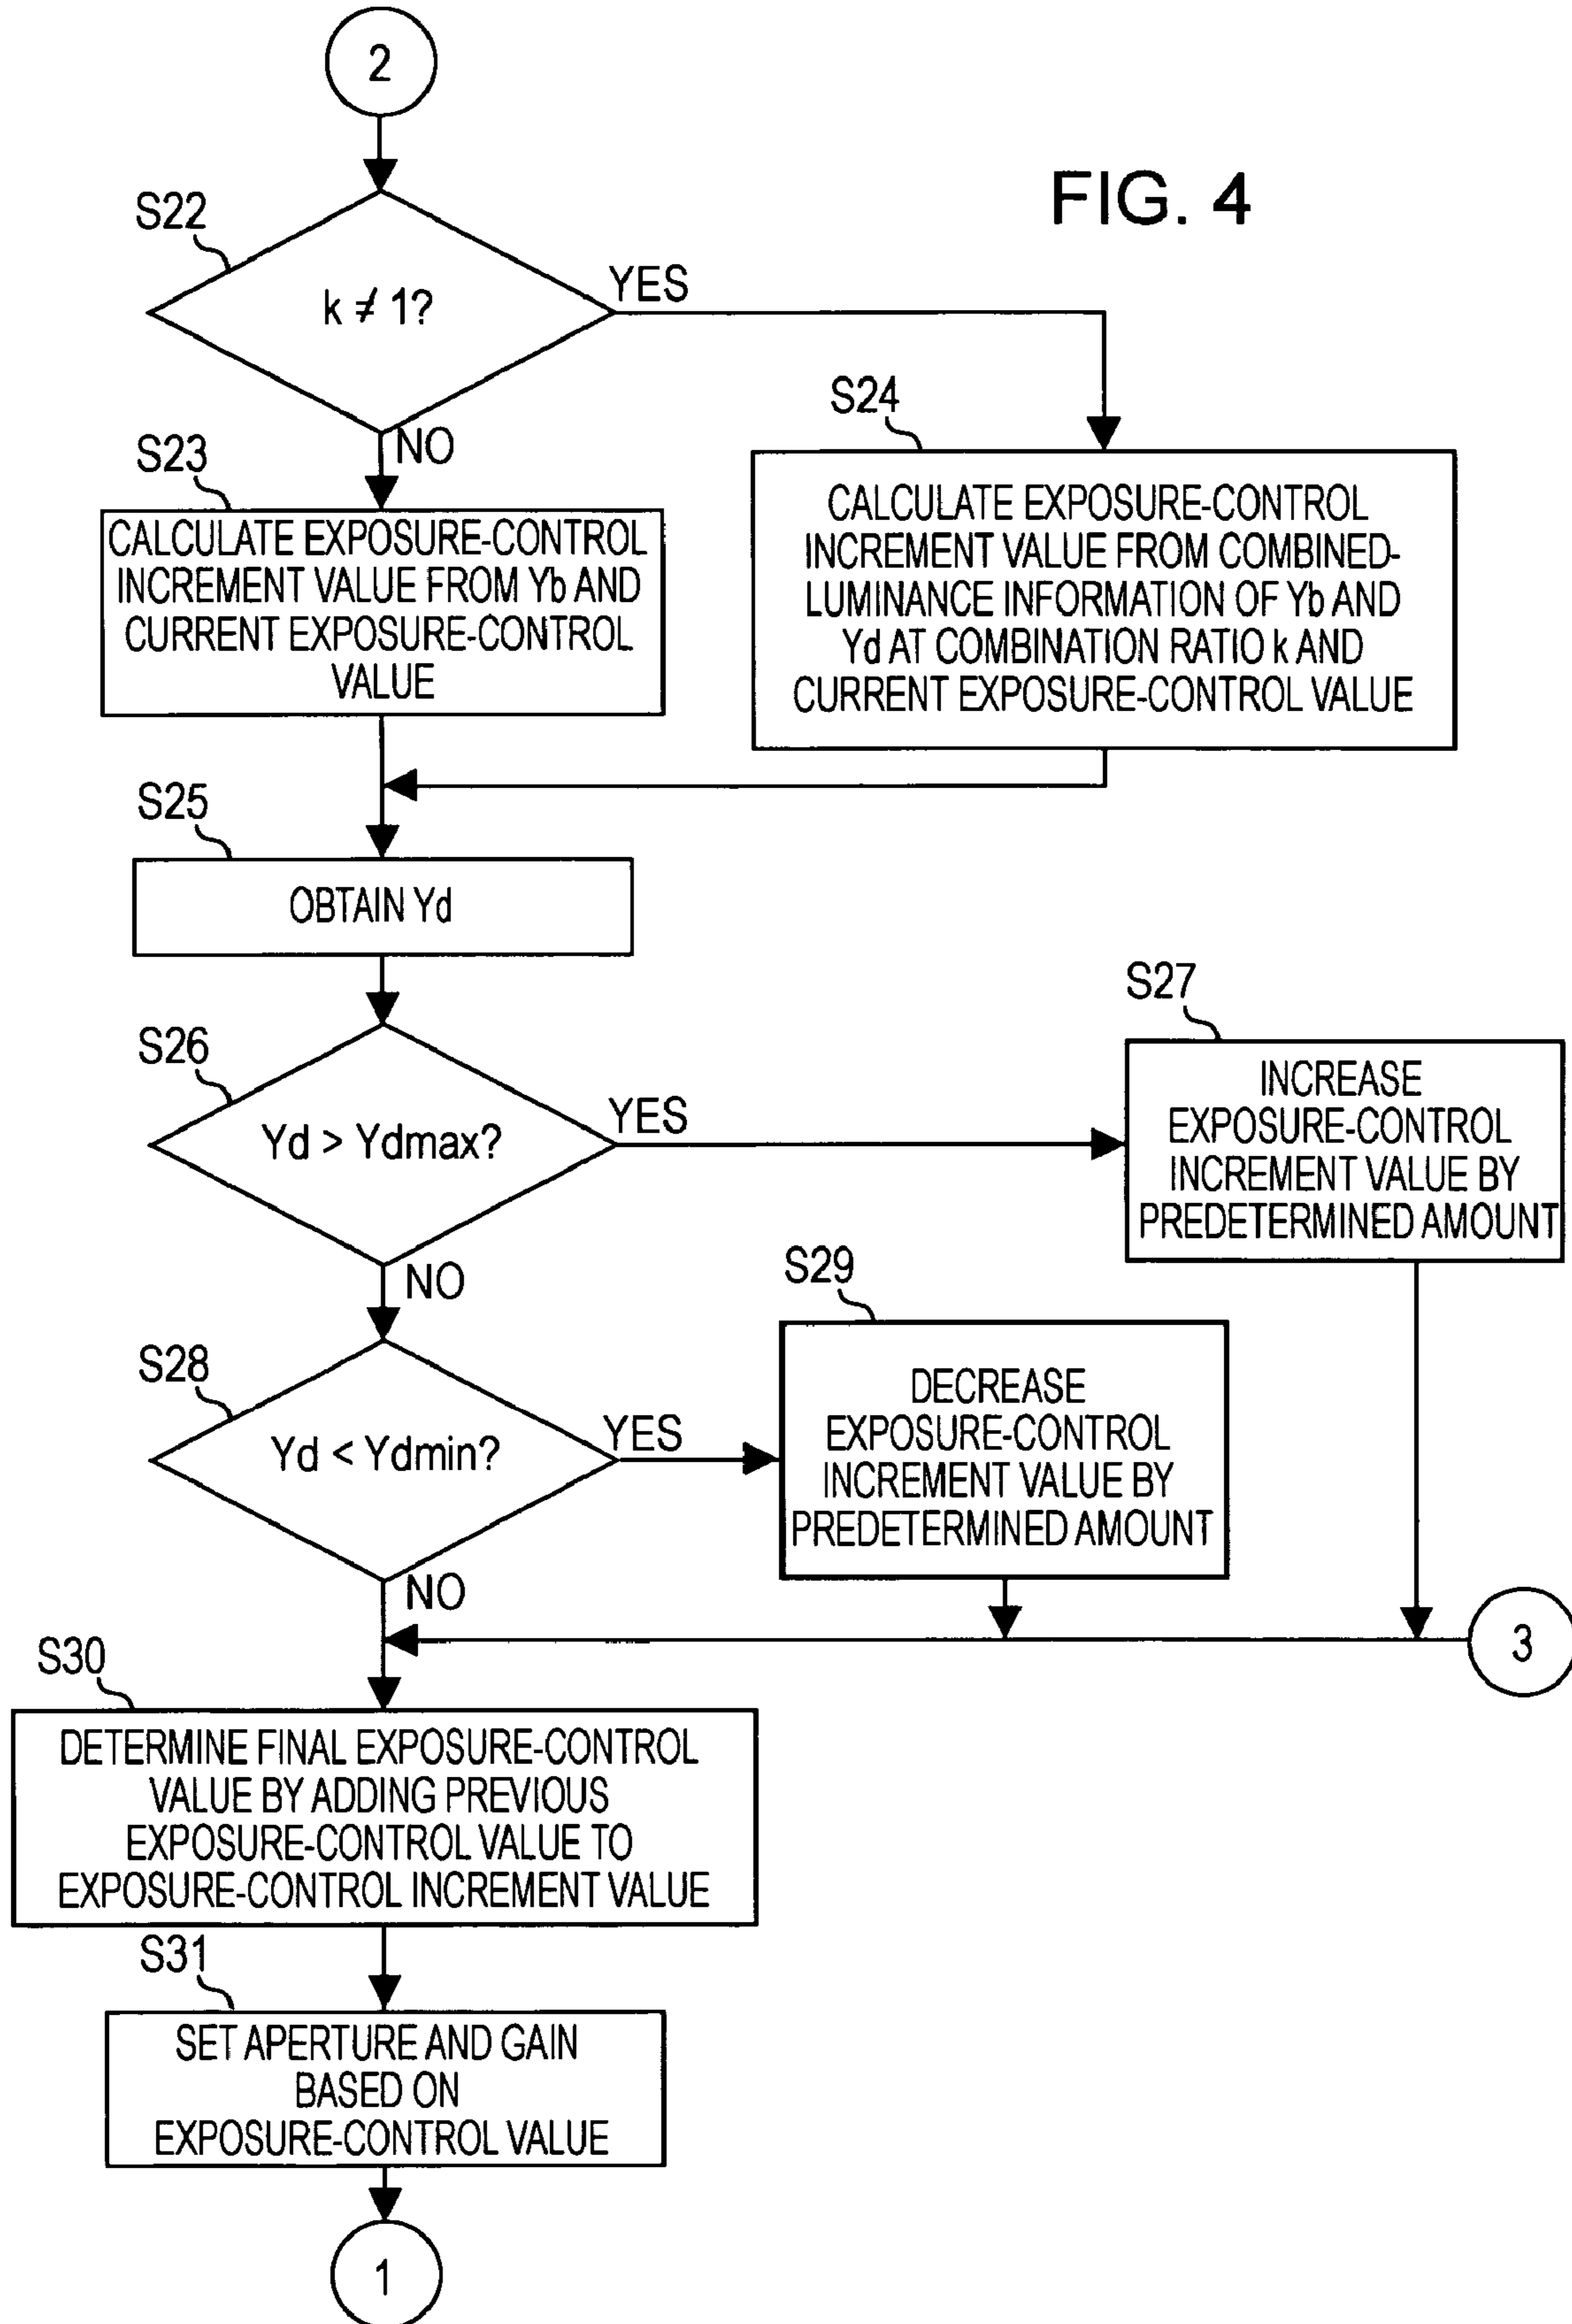 2
FIG. 4
S22
k ≠ 1?
YES
NO
S23
CALCULATE EXPOSURE-CONTROL
INCREMENT VALUE FROM Yb AND
CURRENT EXPOSURE-CONTROL
VALUE
S24
CALCULATE EXPOSURE-CONTROL
INCREMENT VALUE FROM COMBINED-
LUMINANCE INFORMATION OF Yb AND
Yd AT COMBINATION RATIO k AND
CURRENT EXPOSURE-CONTROL VALUE
S25
OBTAIN Yd
S26
Yd > Ydmax?
YES
NO
S27
INCREASE
EXPOSURE-CONTROL
INCREMENT VALUE BY
PREDETERMINED AMOUNT
S28
Yd < Ydmin?
YES
NO
S29
DECREASE
EXPOSURE-CONTROL
INCREMENT VALUE BY
PREDETERMINED AMOUNT
3
S30
DETERMINE FINAL EXPOSURE-CONTROL
VALUE BY ADDING PREVIOUS
EXPOSURE-CONTROL VALUE TO
EXPOSURE-CONTROL INCREMENT VALUE
S31
SET APERTURE AND GAIN
BASED ON
EXPOSURE-CONTROL VALUE
1